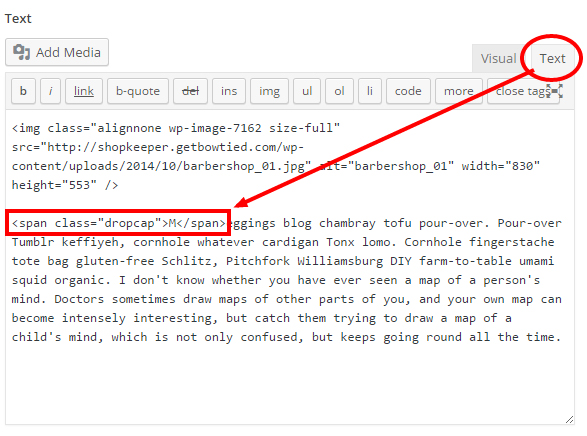 Text
Add Media
Visual Text
b i link b-quote del ins img ul ol li code more close tags
<img class="alignnone wp-image-7162 size-full"
src="http://shopkeeper.getbowtied.com/wp-
content/uploads/2014/10/barbershop_01.jpg" alt="barbershop_01" width="830"
height="553" />
<span class="dropcap">M</span>eggings blog chambray tofu pour-over. Pour-over
Tumblr keffiyeh, cornhole whatever cardigan Tonx lomo. Cornhole fingerstache
tote bag gluten-free Schlitz, Pitchfork Williamsburg DIY farm-to-table umami
squid organic. I don't know whether you have ever seen a map of a person's
mind. Doctors sometimes draw maps of other parts of you, and your own map can
become intensely interesting, but catch them trying to draw a map of a
child's mind, which is not only confused, but keeps going round all the time.